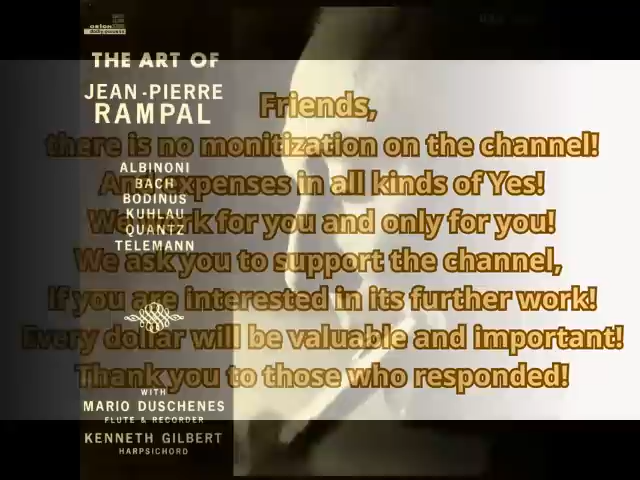 THE ART OF
JEAN-PIERRE
RAMPAL
ALBINONI
BACH
BODINUS
KUHLAU
QUANTZ
TELEMANN
WITH
MARIO DUSCHENES
FLUTE & RECORDER
KENNETH GILBERT
HARPSICHORD
Friends,
there is no monitization on the channel!
And expenses in all kinds of Yes!
We work for you and only for you!
We ask you to support the channel,
If you are interested in its further work!
Every dollar will be valuable and important!
Thank you to those who responded!